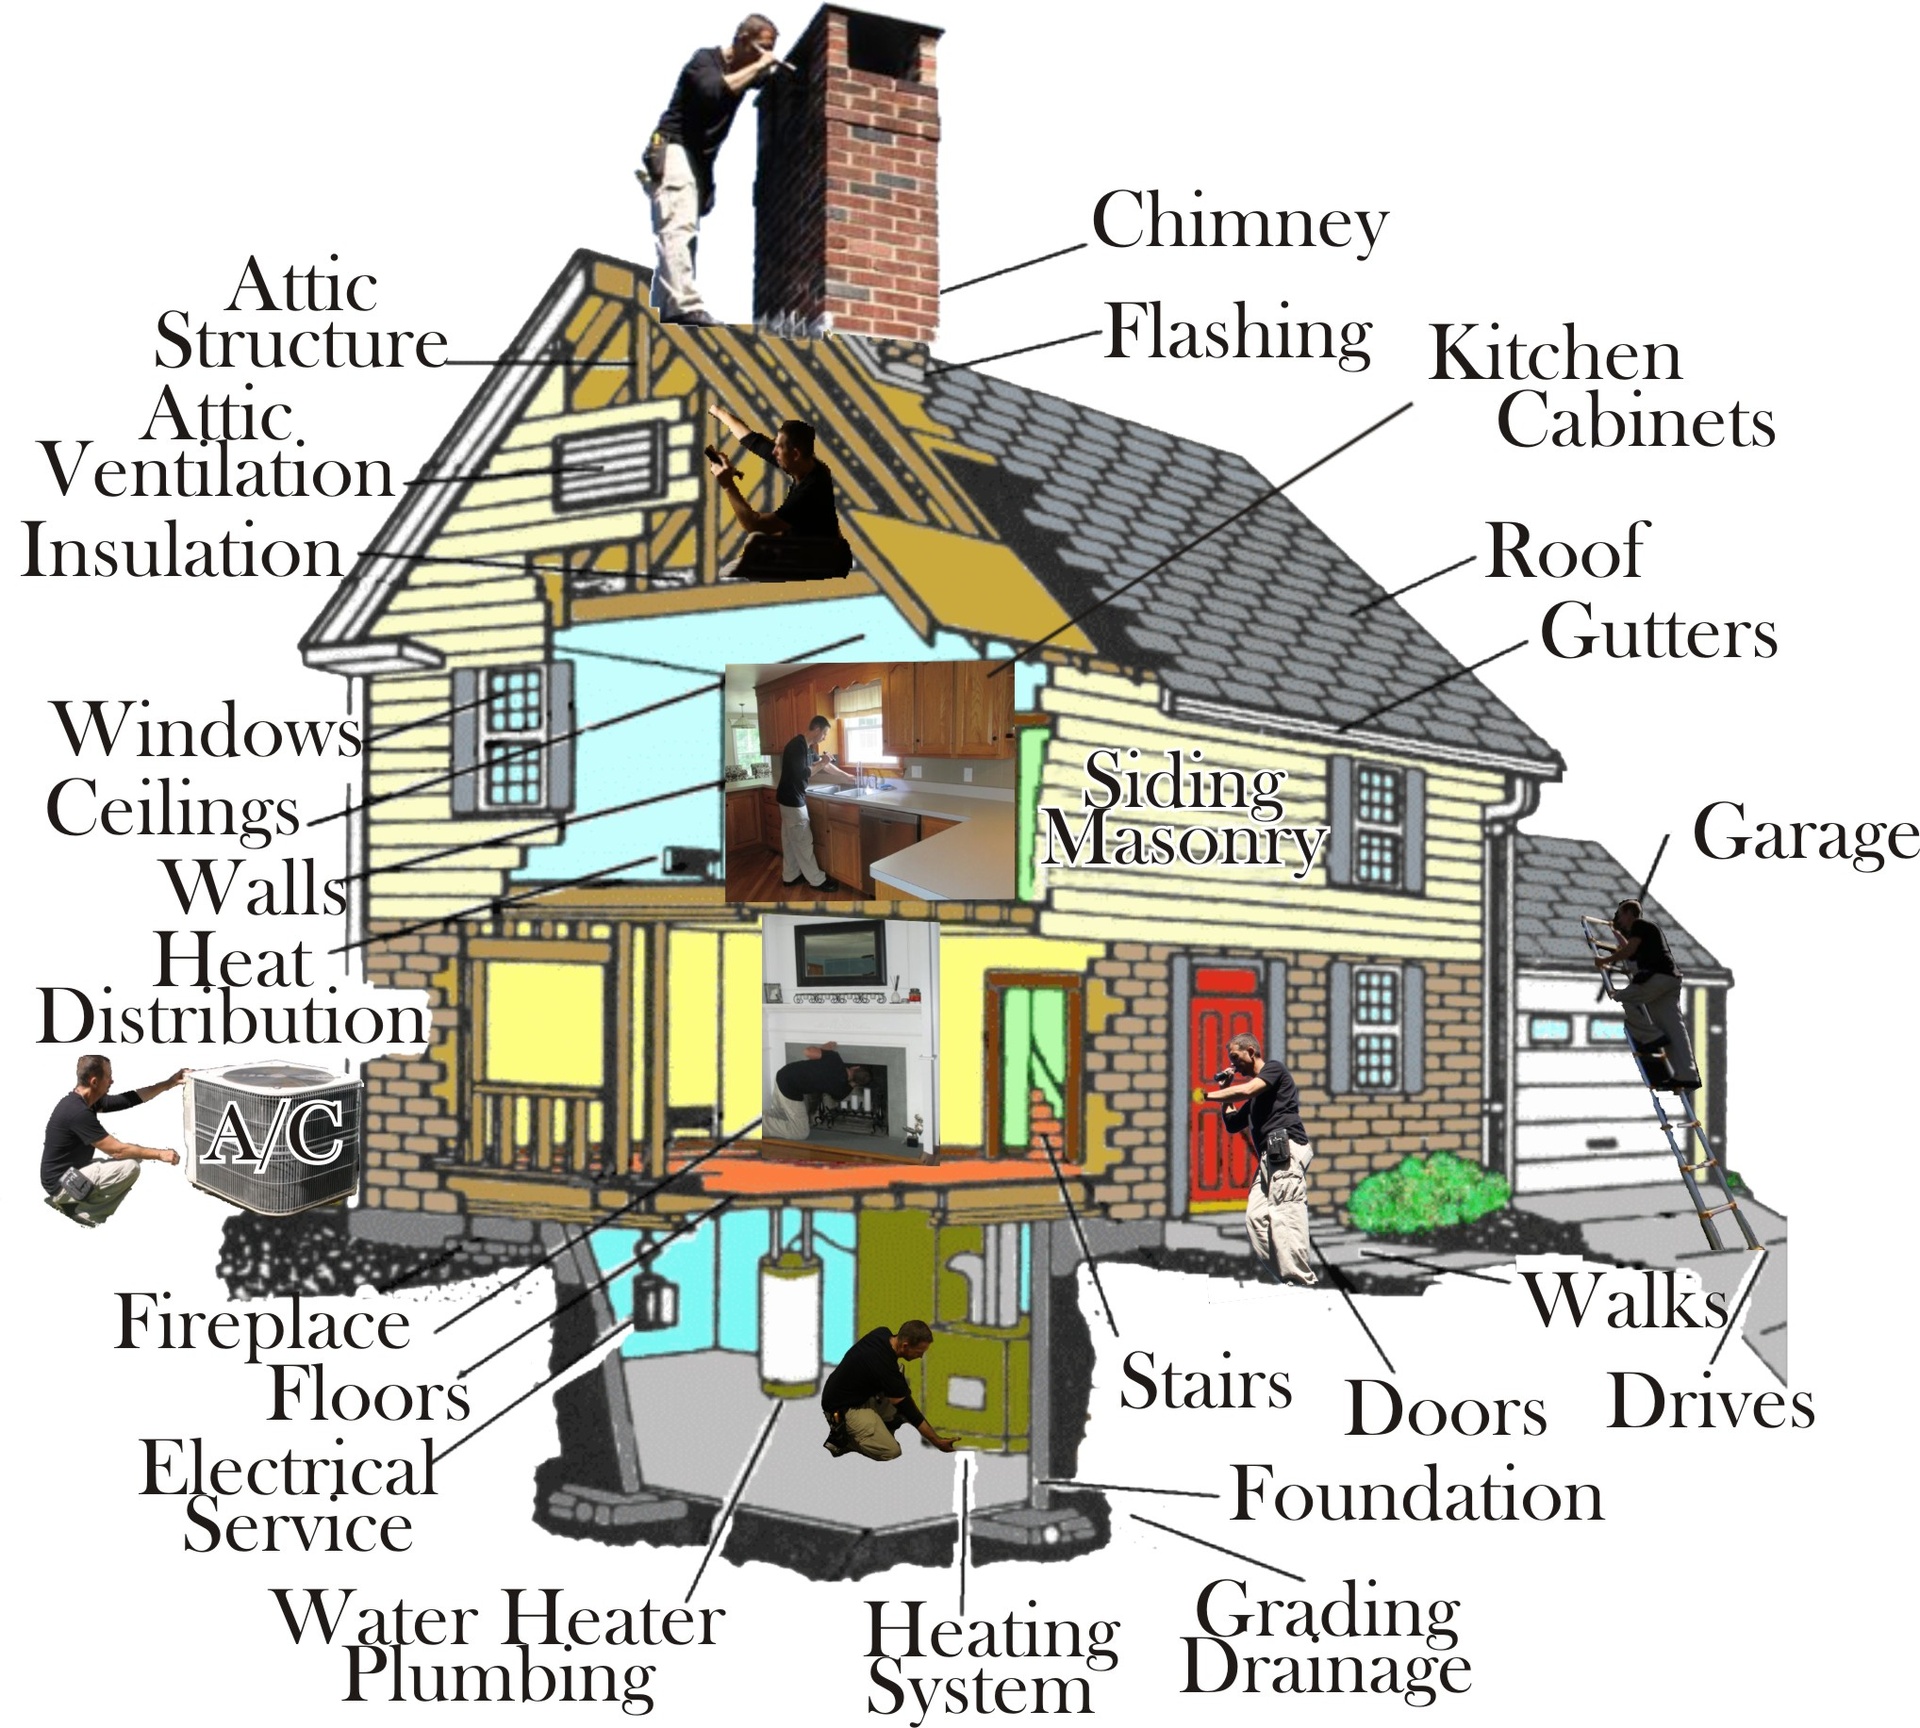 Chimney
Attic
Structure
Flashing
Kitchen
Cabinets
Attic
Ventilation
Insulation
Roof
Gutters
Windows
Ceilings
Siding
Masonry
Garage
Walls
Heat
Distribution
A/C
Fireplace
Floors
Electrical
Service
Walks
Stairs
Doors
Drives
Foundation
Water Heater
Plumbing
Heating
System
Grading
Drainage